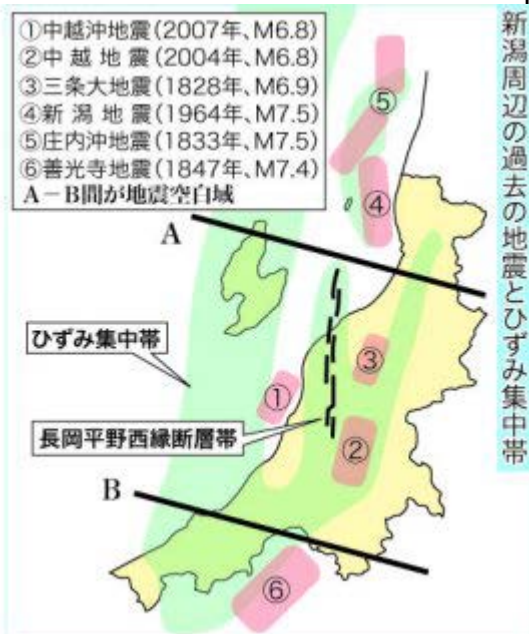 ①中越沖地震(2007年、M6.8)
②中越地震(2004年、M6.8)
③三条大地震(1828年、M6.9)
④新潟地震(1964年、M7.5)
⑤庄内沖地震(1833年、M7.5)
⑥善光寺地震(1847年、M7.4)
A－B間が地震空白域
新潟周辺の過去の地震とひずみ集中帯
⑤
④
A
ひずみ集中帯
③
①
長岡平野西縁断層帯
②
B
⑥